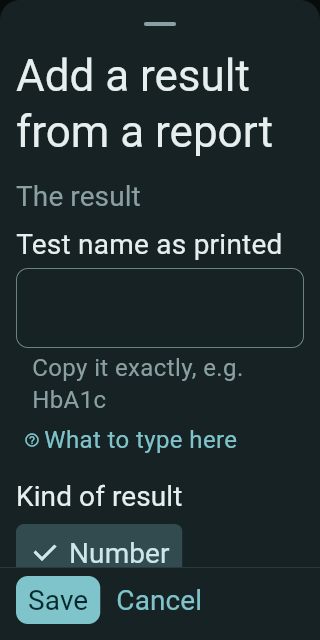 Add a result
from a report
The result
Test name as printed
Copy it exactly, e.g.
HbA1c
What to type here
Kind of result
Number
Save Cancel